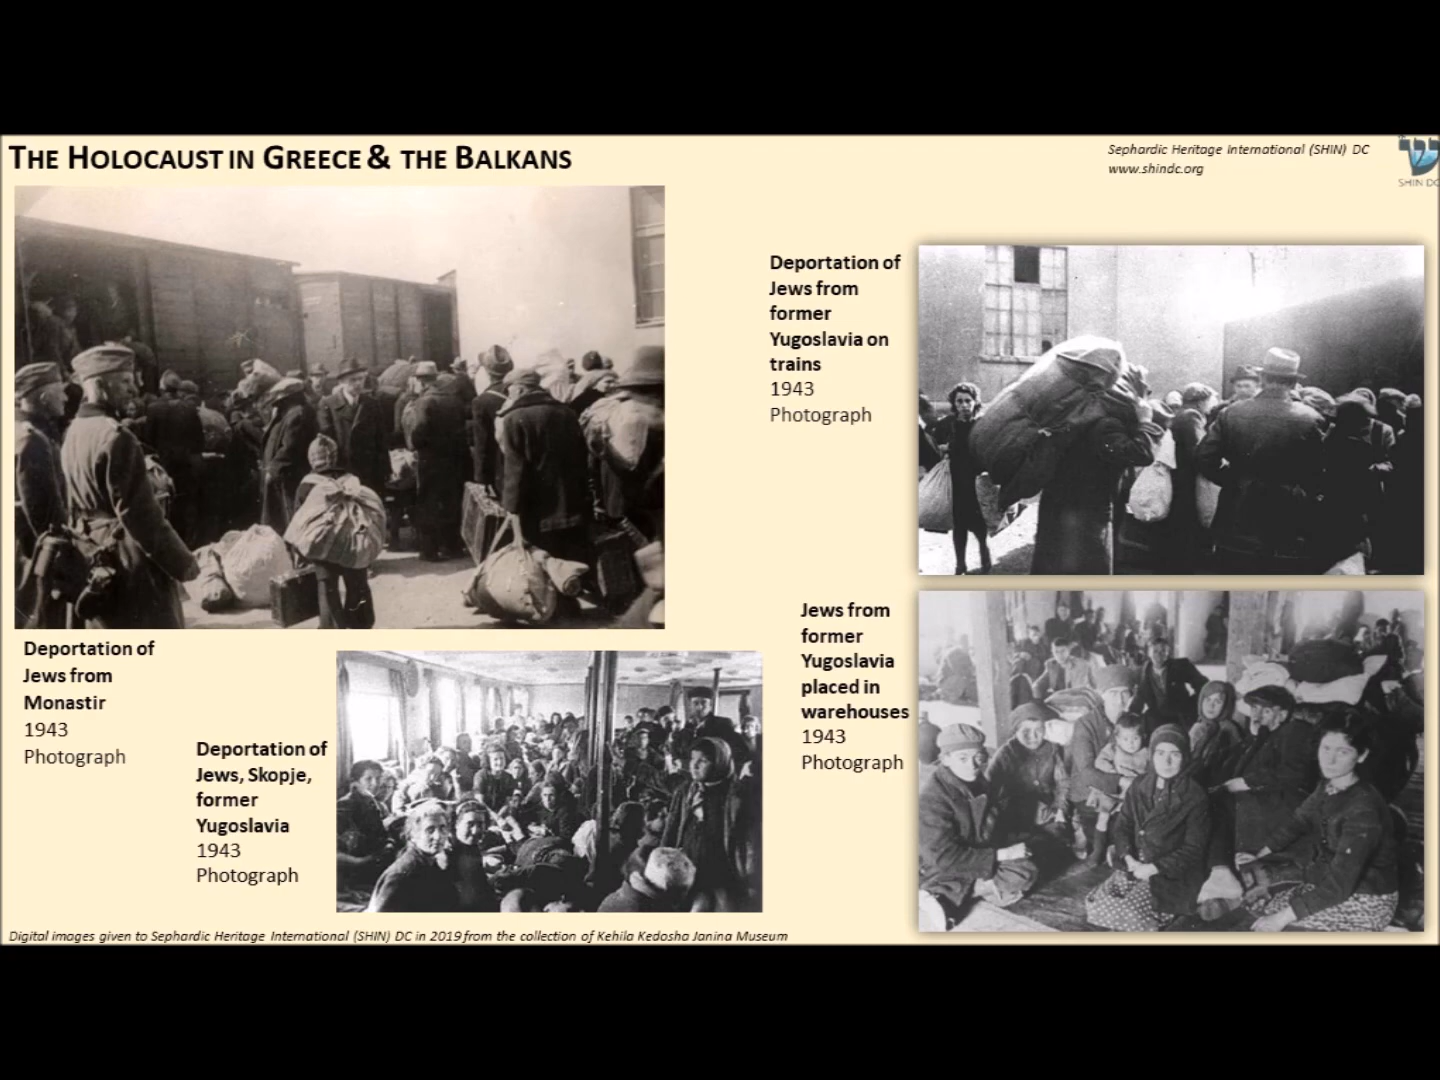 THE HOLOCAUST IN GREECE & THE BALKANS
Sephardic Heritage International (SHIN) DC
www.shindc.org
ש
SHIN DC
Deportation of
Jews from
former
Yugoslavia on
trains
1943
Photograph
Deportation of
Jews from
Monastir
1943
Photograph
Deportation of
Jews, Skopje,
former
Yugoslavia
1943
Photograph
Jews from
former
Yugoslavia
placed in
warehouses
1943
Photograph
Digital images given to Sephardic Heritage International (SHIN) DC in 2019 from the collection of Kehila Kedosha Janina Museum